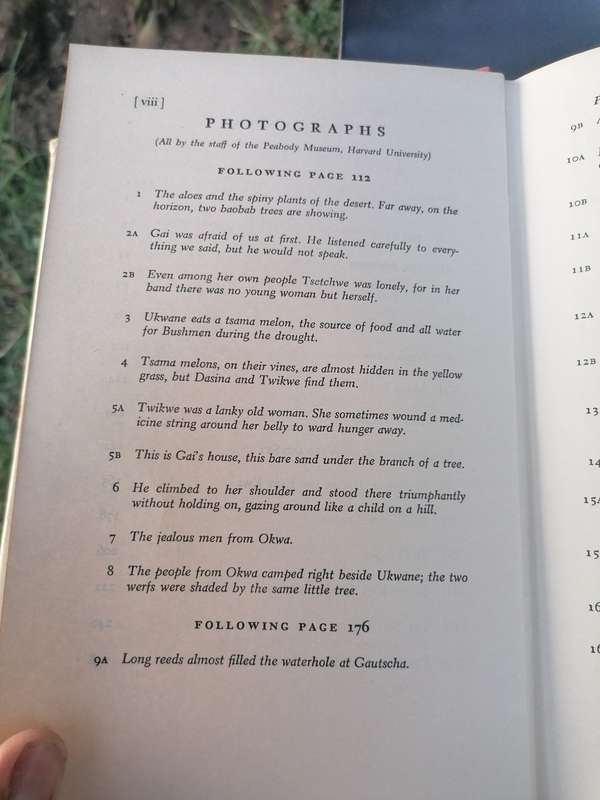 [ viii ]
PHOTOGRAPHS
(All by the staff of the Peabody Museum, Harvard University)
FOLLOWING PAGE 112
1 The aloes and the spiny plants of the desert. Far away, on the
horizon, two baobab trees are showing.
2A Gai was afraid of us at first. He listened carefully to every-
thing we said, but he would not speak.
2B Even among her own people Tsetchwe was lonely, for in her
band there was no young woman but herself.
3 Ukwane eats a tsama melon, the source of food and all water
for Bushmen during the drought.
4 Tsama melons, on their vines, are almost hidden in the yellow
grass, but Dasina and Twikwe find them.
5A Twikwe was a lanky old woman. She sometimes wound a med-
icine string around her belly to ward hunger away.
5B This is Gai's house, this bare sand under the branch of a tree.
6 He climbed to her shoulder and stood there triumphantly
without holding on, gazing around like a child on a hill.
7 The jealous men from Okwa.
8 The people from Okwa camped right beside Ukwane; the two
werfs were shaded by the same little tree.
FOLLOWING PAGE 176
9A Long reeds almost filled the waterhole at Gautscha.
9B
10A
10B
11A
11B
12A
12B
13
14
15
16